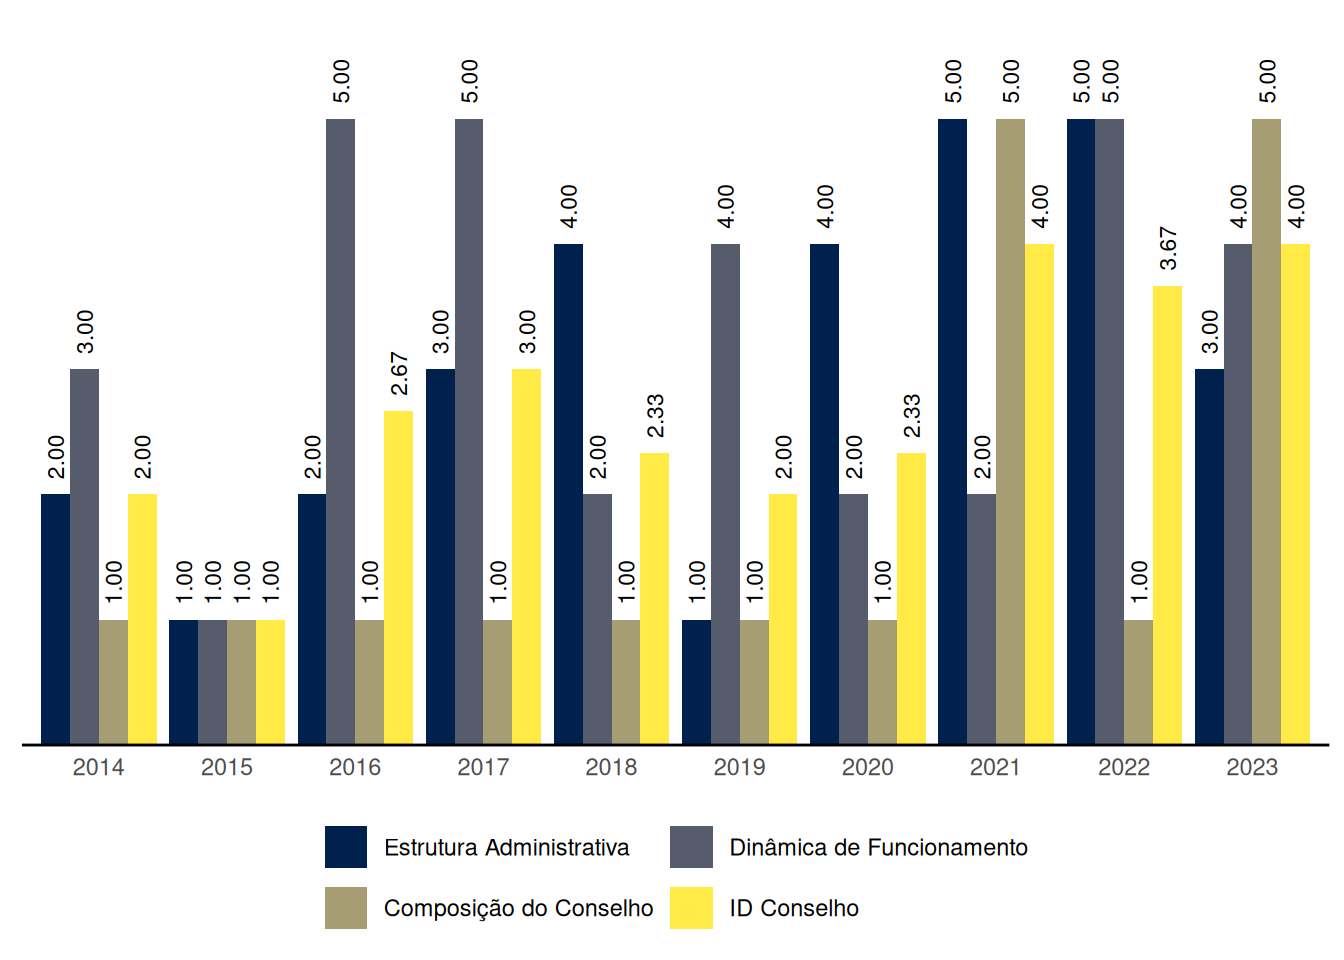 5.00 5.00 5.00 5.00 5.00 5.00 5.00
4.00 4.00 4.00 4.00 4.00 4.00
3.67
3.00 3.00 3.00 3.00
2.67
2.33 2.33
2.00 2.00 2.00 2.00 2.00 2.00 2.00
1.00 1.00 1.00 1.00 1.00 1.00 1.00 1.00 1.00 1.00 1.00 1.00
2014 2015 2016 2017 2018 2019 2020 2021 2022 2023
Estrutura Administrativa Dinâmica de Funcionamento
Composição do Conselho ID Conselho